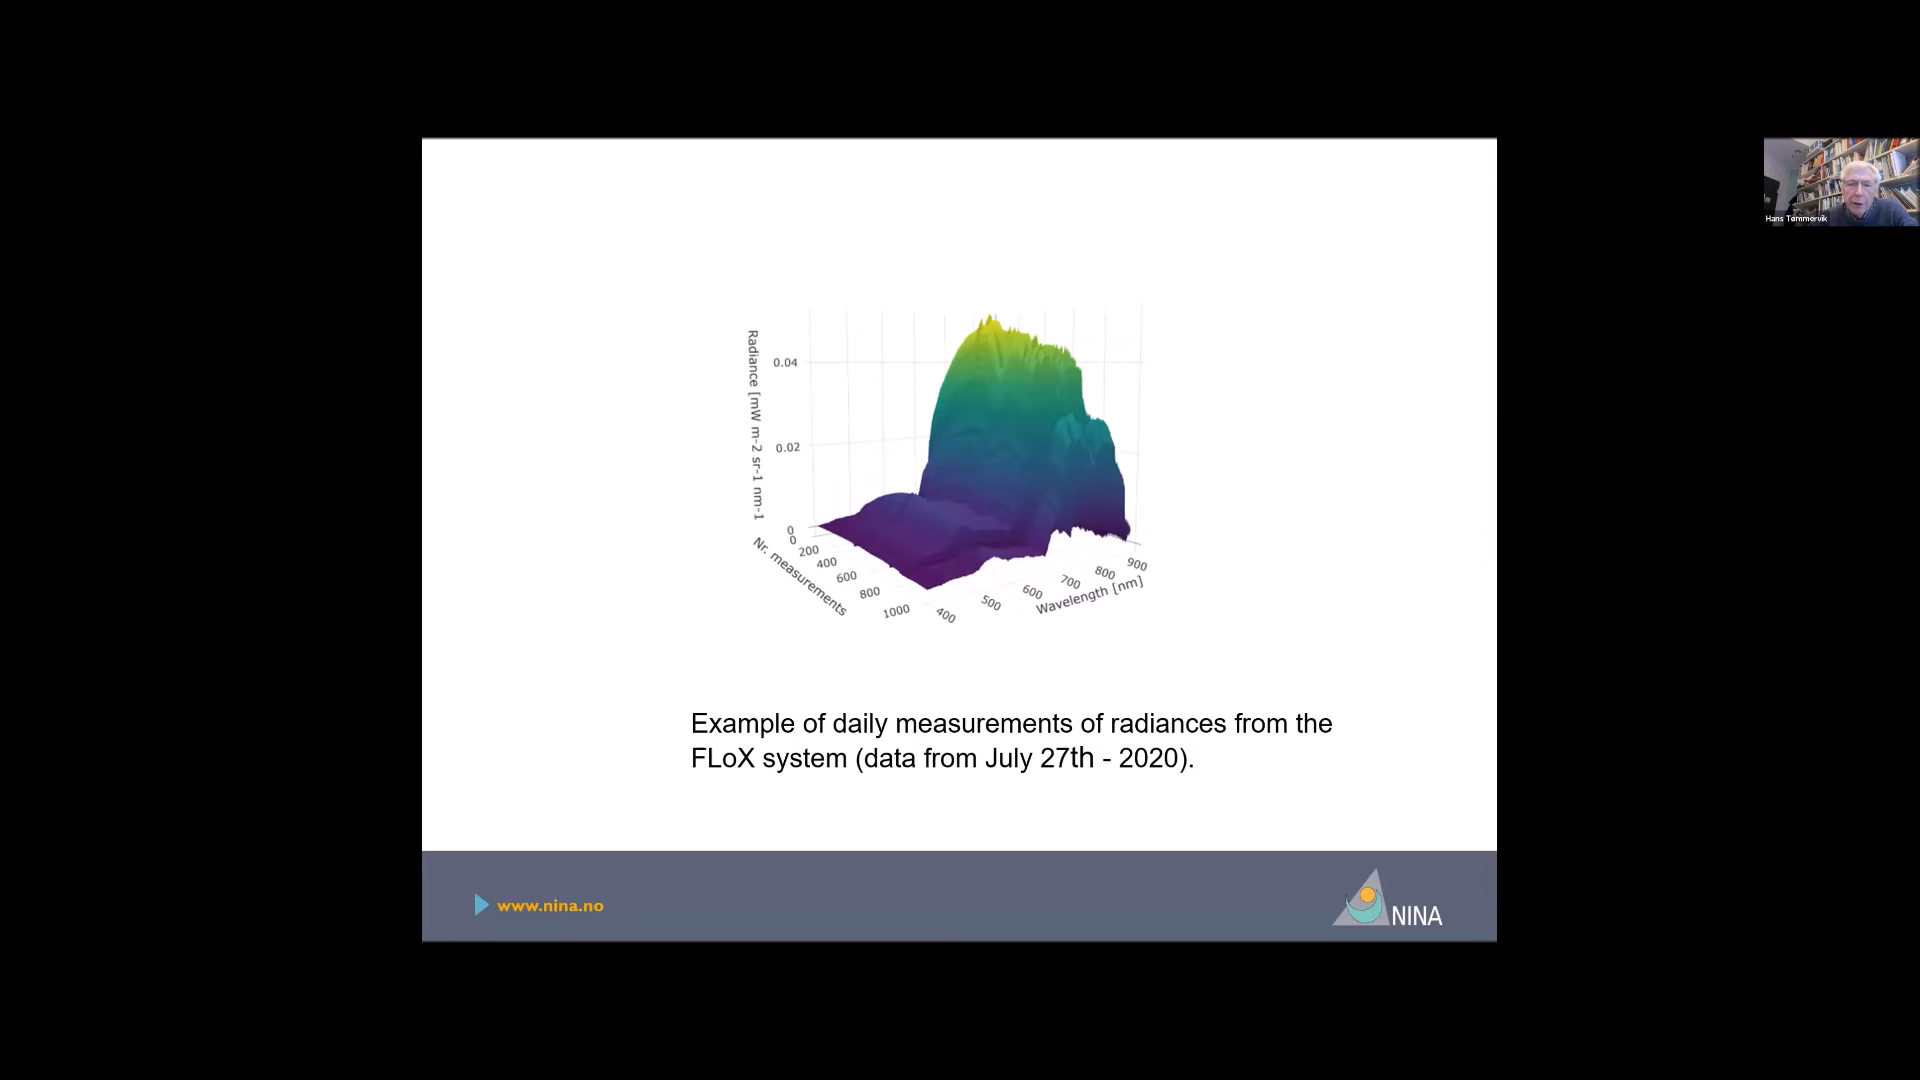 Hans Tømmervik
Radiance [mW m-2 sr-1 nm-1
0.04
0.02
0
0
200
400
600
800
1000
Nr. measurements
400
500
600
700
800
900
Wavelength [nm]
Example of daily measurements of radiances from the
FLoX system (data from July 27th - 2020).
www.nina.no
NINA